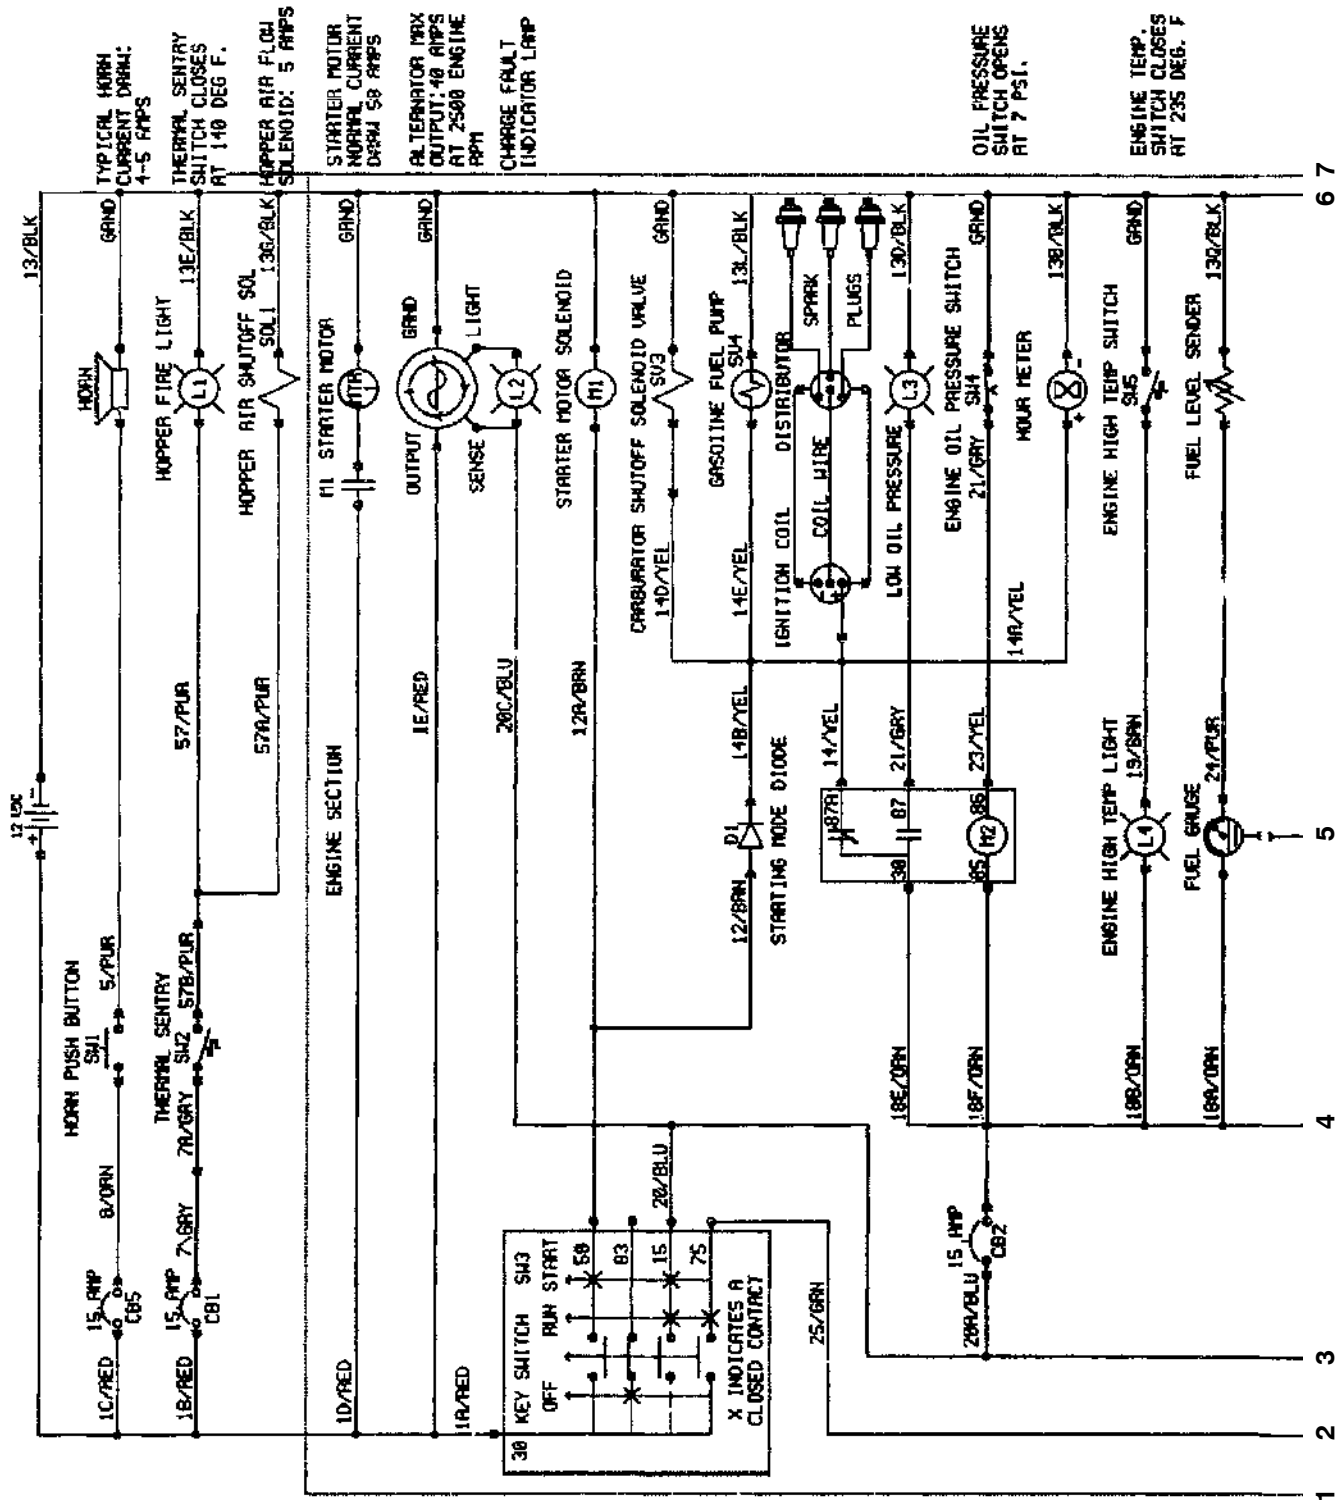 12 VDC
13/BLK
TYPICAL HORN
CURRENT DRAW:
4-5 AMPS
HORN PUSH BUTTON
SW1
HORN
15 AMP
CB5
1C/RED
8/ORN
5/PUR
GRND
THERMAL SENTRY
SWITCH CLOSES
AT 140 DEG F.
THERMAL SENTRY
SW2
HOPPER FIRE LIGHT
L1
15 AMP
CB1
1B/RED
7\GRY
7A/GRY
57B/PUR
57/PUR
13E/BLK
HOPPER AIR FLOW
SOLENOID: 5 AMPS
HOPPER AIR SHUTOFF SOL
SOL1
57A/PUR
13G/BLK
ENGINE SECTION
STARTER MOTOR
NORMAL CURRENT
DRAW 50 AMPS
M1 STARTER MOTOR
MTR
1
1D/RED
GRND
ALTERNATOR MAX
OUTPUT:40 AMPS
AT 2500 ENGINE
RPM
OUTPUT
GRND
SENSE
LIGHT
1E/RED
GRND
CHARGE FAULT
INDICATOR LAMP
L2
20C/BLU
1A/RED
STARTER MOTOR SOLENOID
M1
12A/BRN
30 KEY SWITCH SW3
OFF RUN START
50
83
15
75
20/BLU
X INDICATES A
CLOSED CONTACT
25/GRN
CARBURATOR SHUTOFF SOLENOID VALVE
SV3
14D/YEL
GRND
GASOLINE FUEL PUMP
SV4
12/BRN
D1
STARTING MODE DIODE
14B/YEL
14E/YEL
13L/BLK
IGNITION COIL
COIL WIRE
DISTRIBUTOR
SPARK
PLUGS
87A
14/YEL
30
87
21/GRY
LOW OIL PRESSURE
L3
13D/BLK
18E/ORN
OIL PRESSURE
SWITCH OPENS
AT 7 PSI.
ENGINE OIL PRESSURE SWITCH
21/GRY
SW4
15 AMP
CB2
20A/BLU
18F/ORN
85
M2
86
23/YEL
GRND
HOUR METER
14A/YEL
13B/BLK
ENGINE TEMP.
SWITCH CLOSES
AT 235 DEG. F
ENGINE HIGH TEMP LIGHT
L4
ENGINE HIGH TEMP SWITCH
SW5
18B/ORN
19/BRN
GRND
FUEL GAUGE
FUEL LEVEL SENDER
18A/ORN
24/PUR
13Q/BLK
1
2
3
4
5
6
7